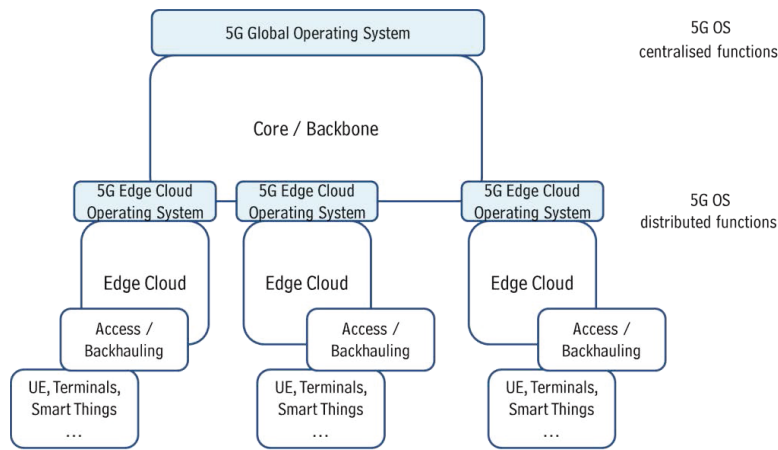 5G Global Operating System
5G OS
centralised functions
Core / Backbone
5G Edge Cloud
Operating System
5G Edge Cloud
Operating System
5G Edge Cloud
Operating System
5G OS
distributed functions
Edge Cloud
Edge Cloud
Edge Cloud
Access /
Backhauling
Access /
Backhauling
Access /
Backhauling
UE, Terminals,
Smart Things
...
UE, Terminals,
Smart Things
...
UE, Terminals,
Smart Things
...